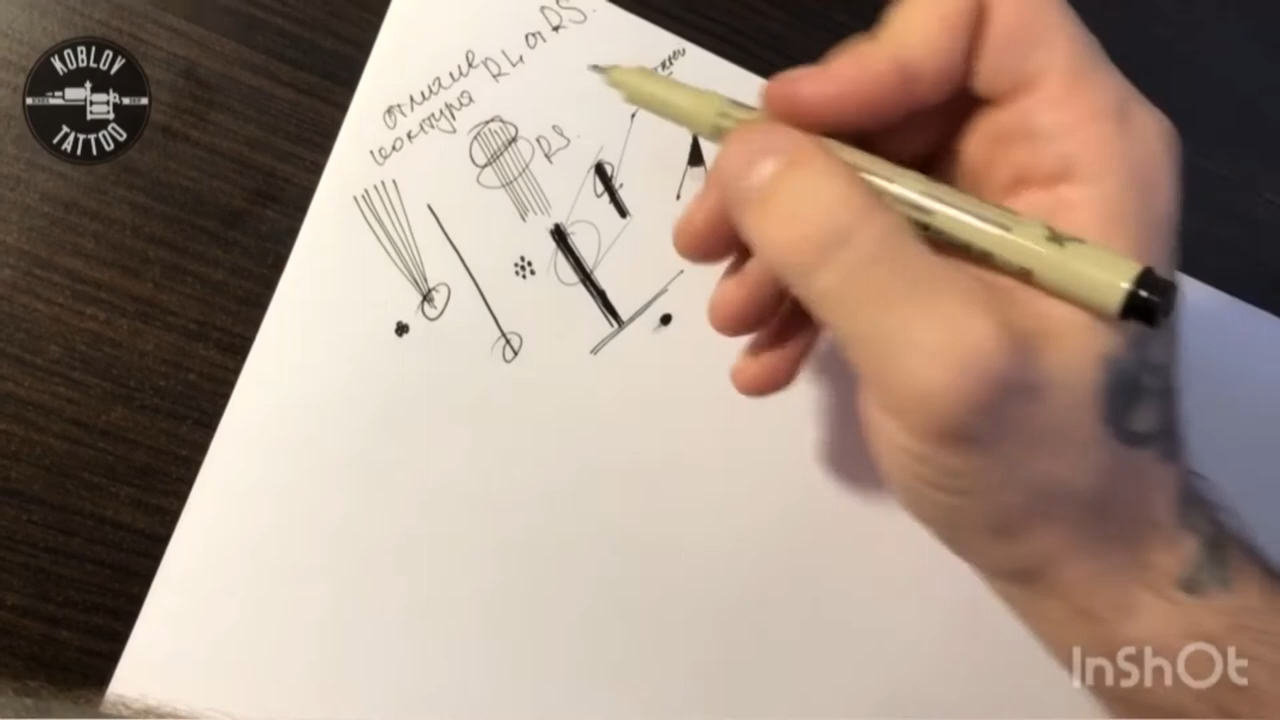 KOBLOV
TATTOO
отличие
контура RL от RS.
RS.
InShOt